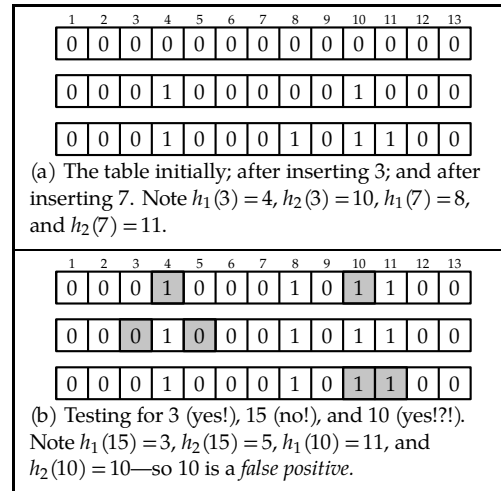 1 2 3 4 5 6 7 8 9 10 11 12 13
0 0 0 0 0 0 0 0 0 0 0 0 0
0 0 0 1 0 0 0 0 0 1 0 0 0
0 0 0 1 0 0 0 1 0 1 1 0 0
(a) The table initially; after inserting 3; and after
inserting 7. Note h₁(3) = 4, h₂(3) = 10, h₁(7) = 8,
and h₂(7) = 11.
1 2 3 4 5 6 7 8 9 10 11 12 13
0 0 0 1 0 0 0 1 0 1 1 0 0
0 0 0 1 0 0 0 1 0 1 1 0 0
0 0 0 1 0 0 0 1 0 1 1 0 0
(b) Testing for 3 (yes!), 15 (no!), and 10 (yes!?!).
Note h₁(15) = 3, h₂(15) = 5, h₁(10) = 11, and
h₂(10) = 10—so 10 is a false positive.